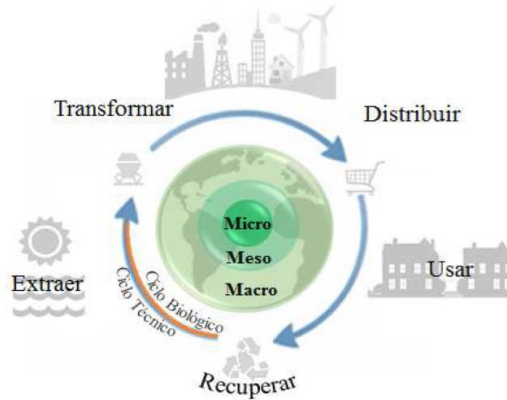 Transformar
Distribuir
Micro
Meso
Macro
Usar
Extraer
Ciclo Biológico
Ciclo Técnico
Recuperar